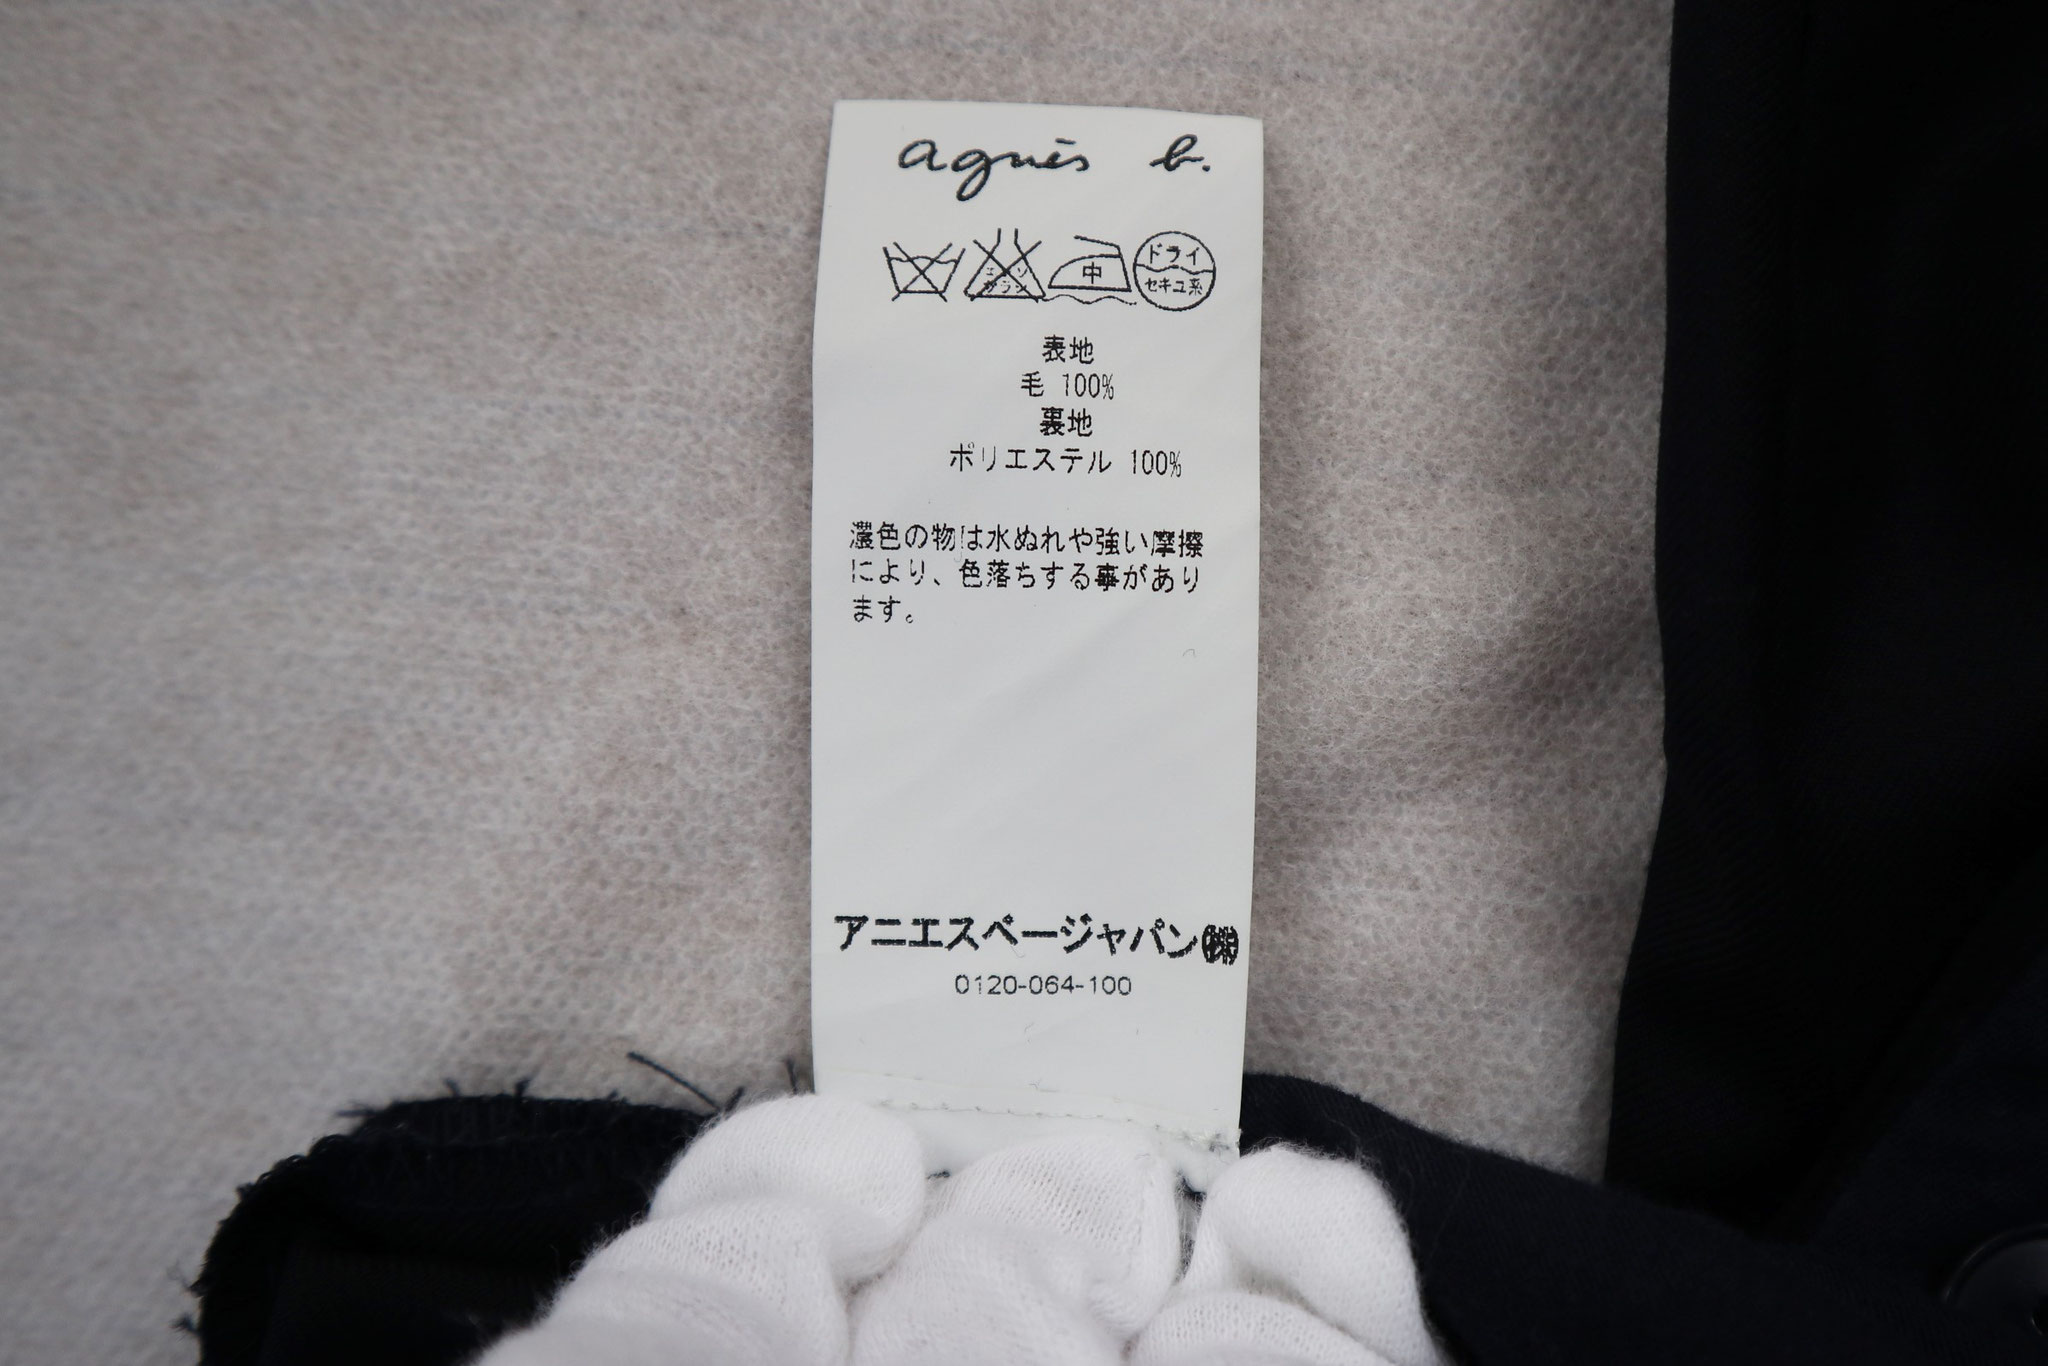 agnès b.
エンソ
サラシ
中
ドライ
セキユ系
表地
毛 100%
裏地
ポリエステル 100%
濃色の物は水ぬれや強い摩擦
により、色落ちする事があり
ます。
アニエスベージャパン㈱
0120-064-100